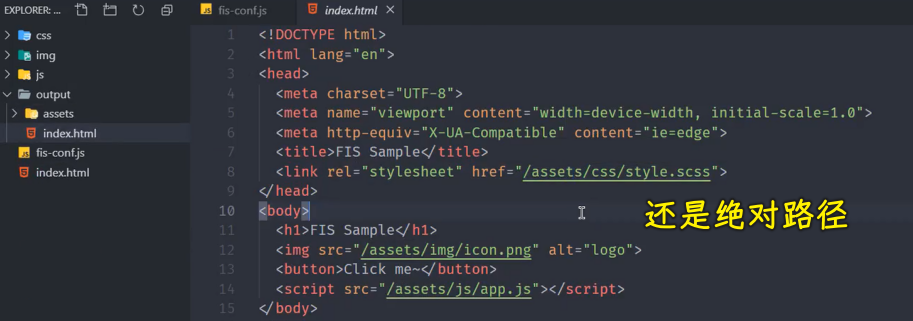 EXPLORER: ...
fis-conf.js
index.html
css
img
js
output
assets
index.html
fis-conf.js
index.html
1 <!DOCTYPE html>
2 <html lang="en">
3 <head>
4 <meta charset="UTF-8">
5 <meta name="viewport" content="width=device-width, initial-scale=1.0">
6 <meta http-equiv="X-UA-Compatible" content="ie=edge">
7 <title>FIS Sample</title>
8 <link rel="stylesheet" href="/assets/css/style.scss">
9 </head>
10 <body>
11 <h1>FIS Sample</h1>
12 <img src="/assets/img/icon.png" alt="logo">
13 <button>Click me~</button>
14 <script src="/assets/js/app.js"></script>
15 </body>
还是绝对路径